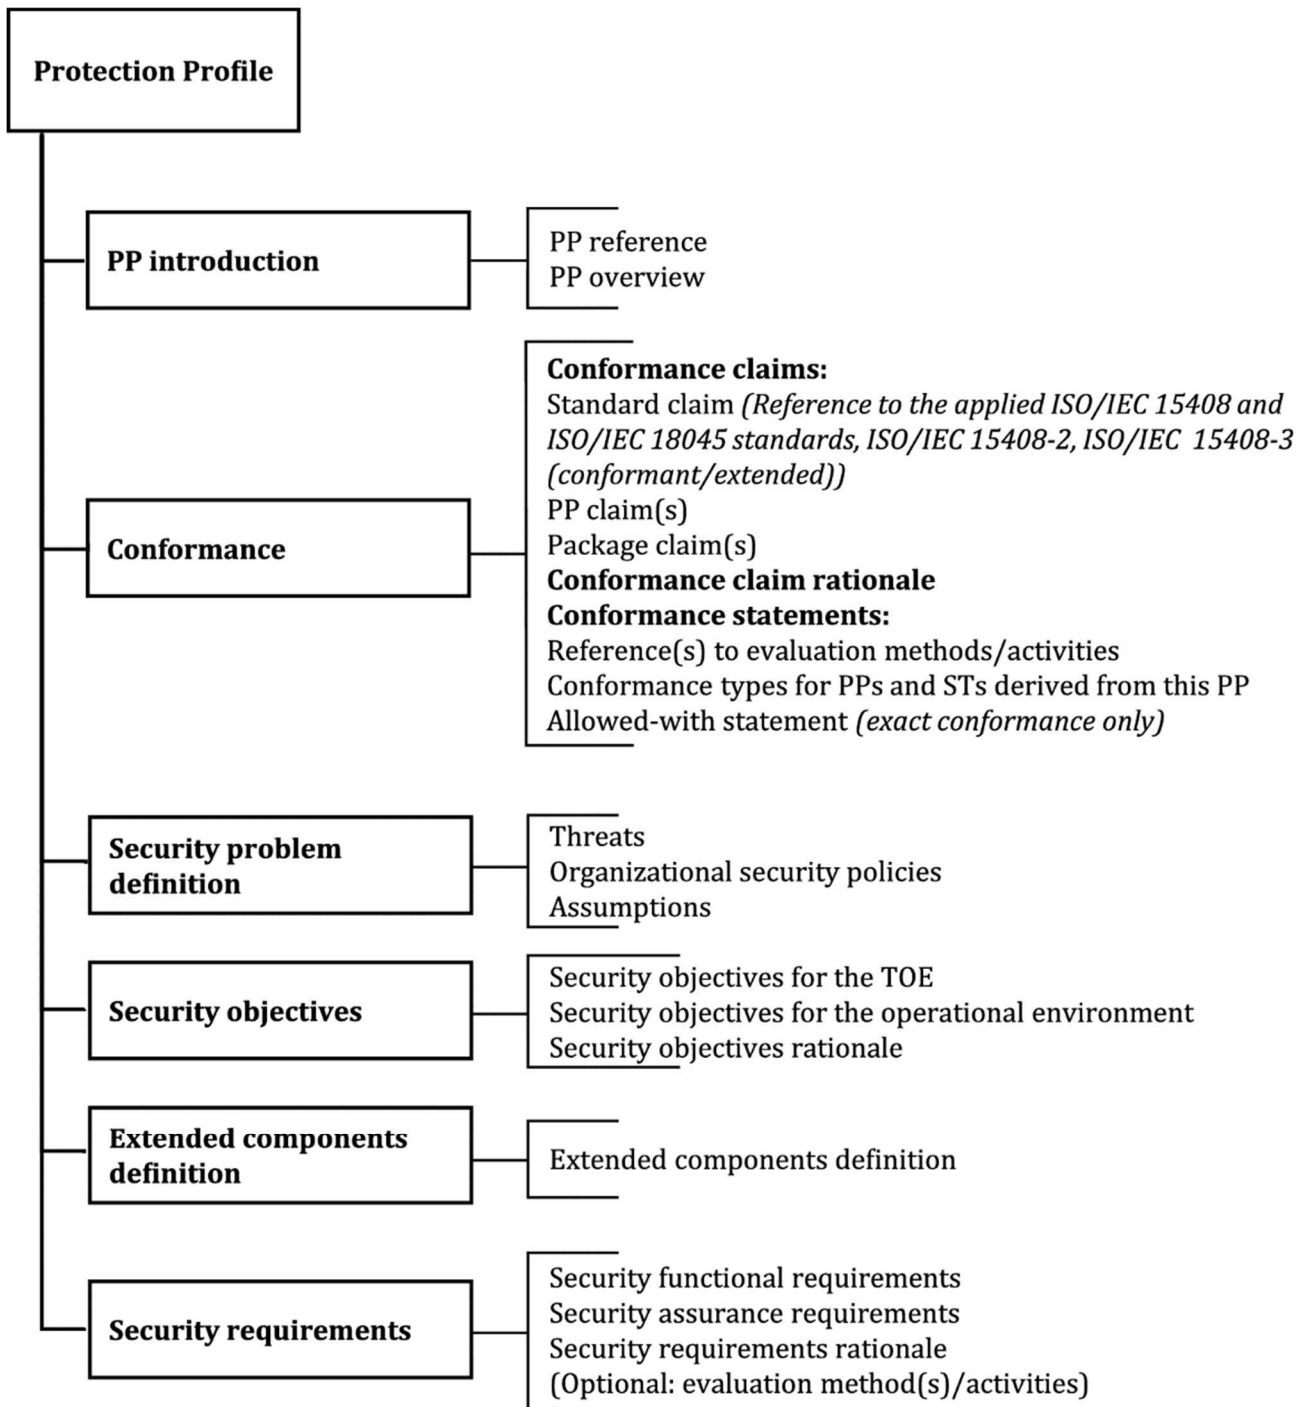 Protection Profile
PP introduction
PP reference
PP overview
Conformance
Conformance claims:
Standard claim (Reference to the applied ISO/IEC 15408 and
ISO/IEC 18045 standards, ISO/IEC 15408-2, ISO/IEC 15408-3
(conformant/extended))
PP claim(s)
Package claim(s)
Conformance claim rationale
Conformance statements:
Reference(s) to evaluation methods/activities
Conformance types for PPs and STs derived from this PP
Allowed-with statement (exact conformance only)
Security problem
definition
Threats
Organizational security policies
Assumptions
Security objectives
Security objectives for the TOE
Security objectives for the operational environment
Security objectives rationale
Extended components
definition
Extended components definition
Security requirements
Security functional requirements
Security assurance requirements
Security requirements rationale
(Optional: evaluation method(s)/activities)